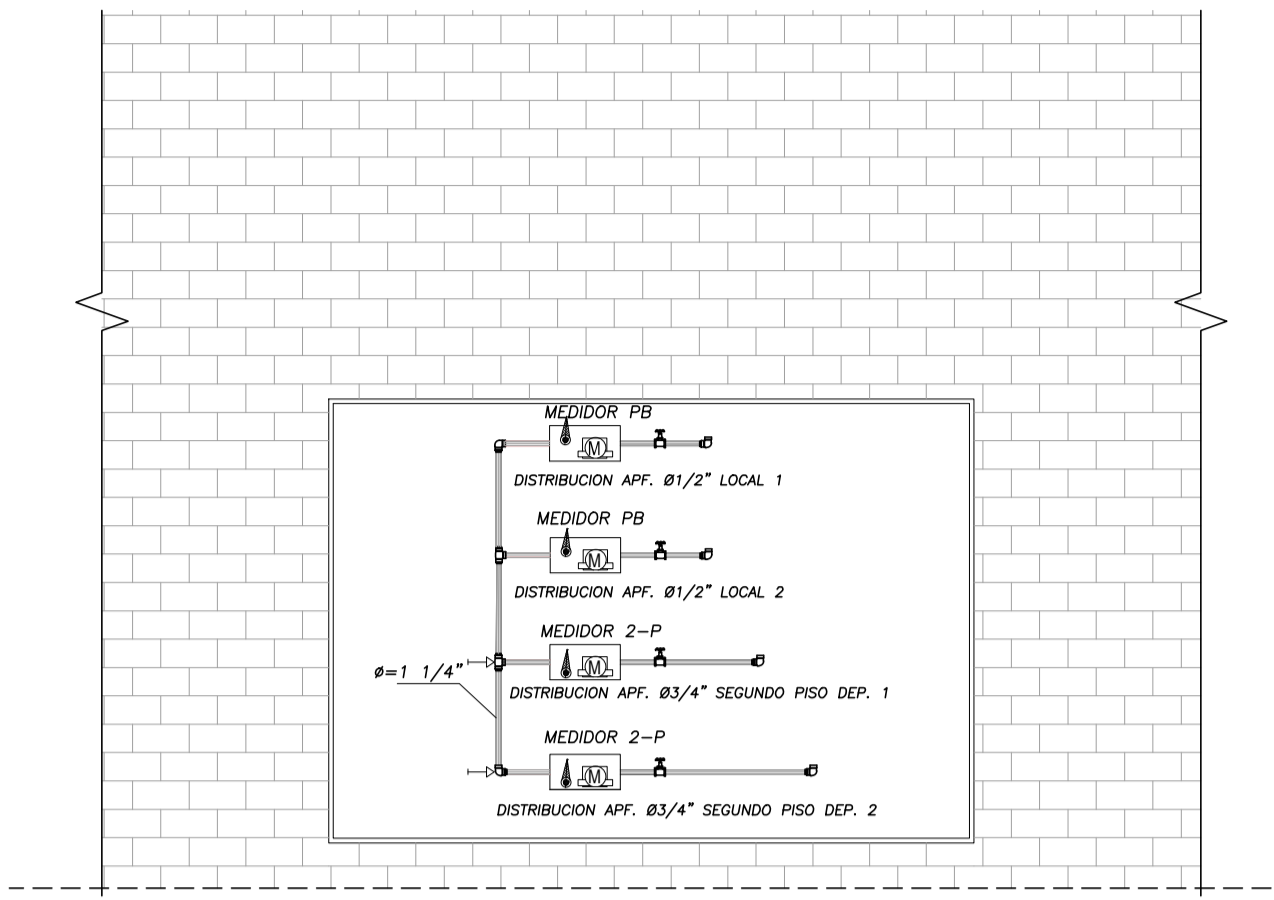 MEDIDOR PB
M
DISTRIBUCION APF. Ø1/2" LOCAL 1
MEDIDOR PB
M
DISTRIBUCION APF. Ø1/2" LOCAL 2
MEDIDOR 2-P
M
ø=1 1/4"
DISTRIBUCION APF. Ø3/4" SEGUNDO PISO DEP. 1
MEDIDOR 2-P
M
DISTRIBUCION APF. Ø3/4" SEGUNDO PISO DEP. 2